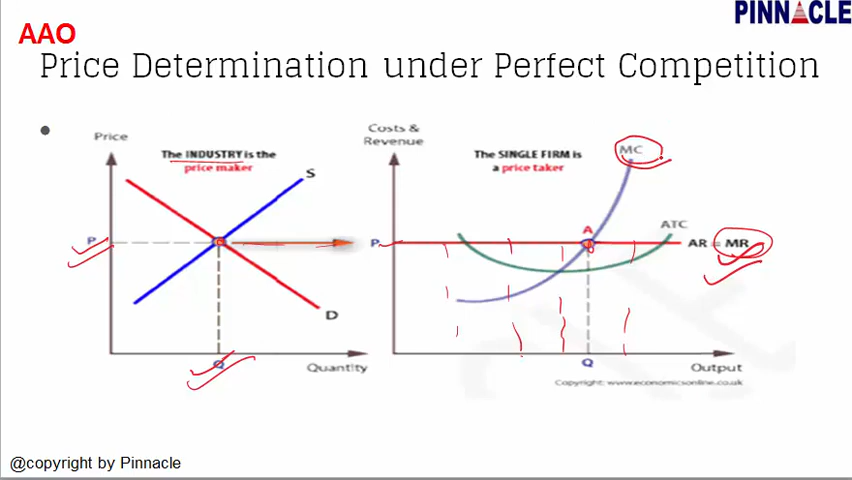 PINNACLE
AAO
Price Determination under Perfect Competition
Price
The INDUSTRY is the
price maker
S
P
D
Q
Quantity
Costs &
Revenue
The SINGLE FIRM is
a price taker
MC
A
ATC
P
AR = MR
Q
Output
Copyright: www.economicsonline.co.uk
@copyright by Pinnacle